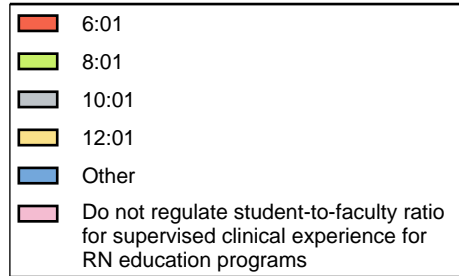 6:01
8:01
10:01
12:01
Other
Do not regulate student-to-faculty ratio
for supervised clinical experience for
RN education programs